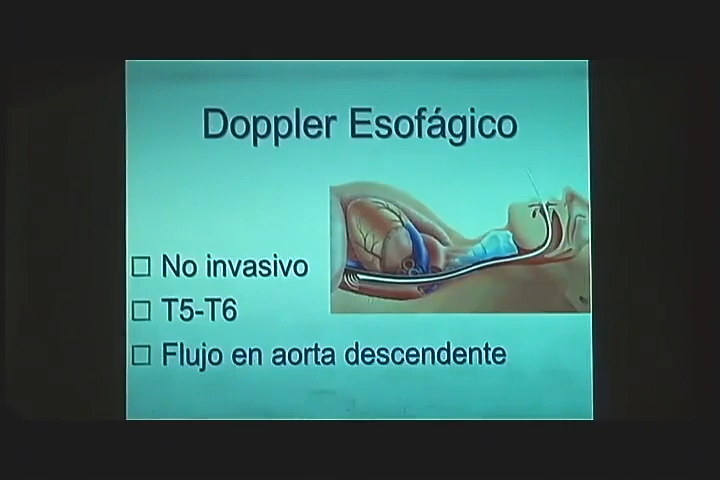 Doppler Esofágico
No invasivo
T5-T6
Flujo en aorta descendente